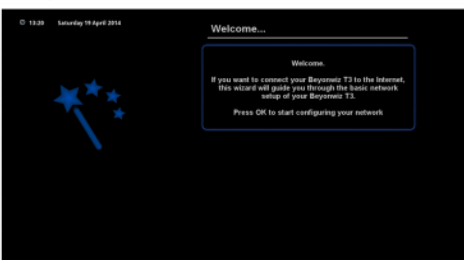 13:20 Saturday 19 April 2014
Welcome...
Welcome.
If you want to connect your Beyonwiz T3 to the Internet,
this wizard will guide you through the basic network
setup of your Beyonwiz T3.
Press OK to start configuring your network